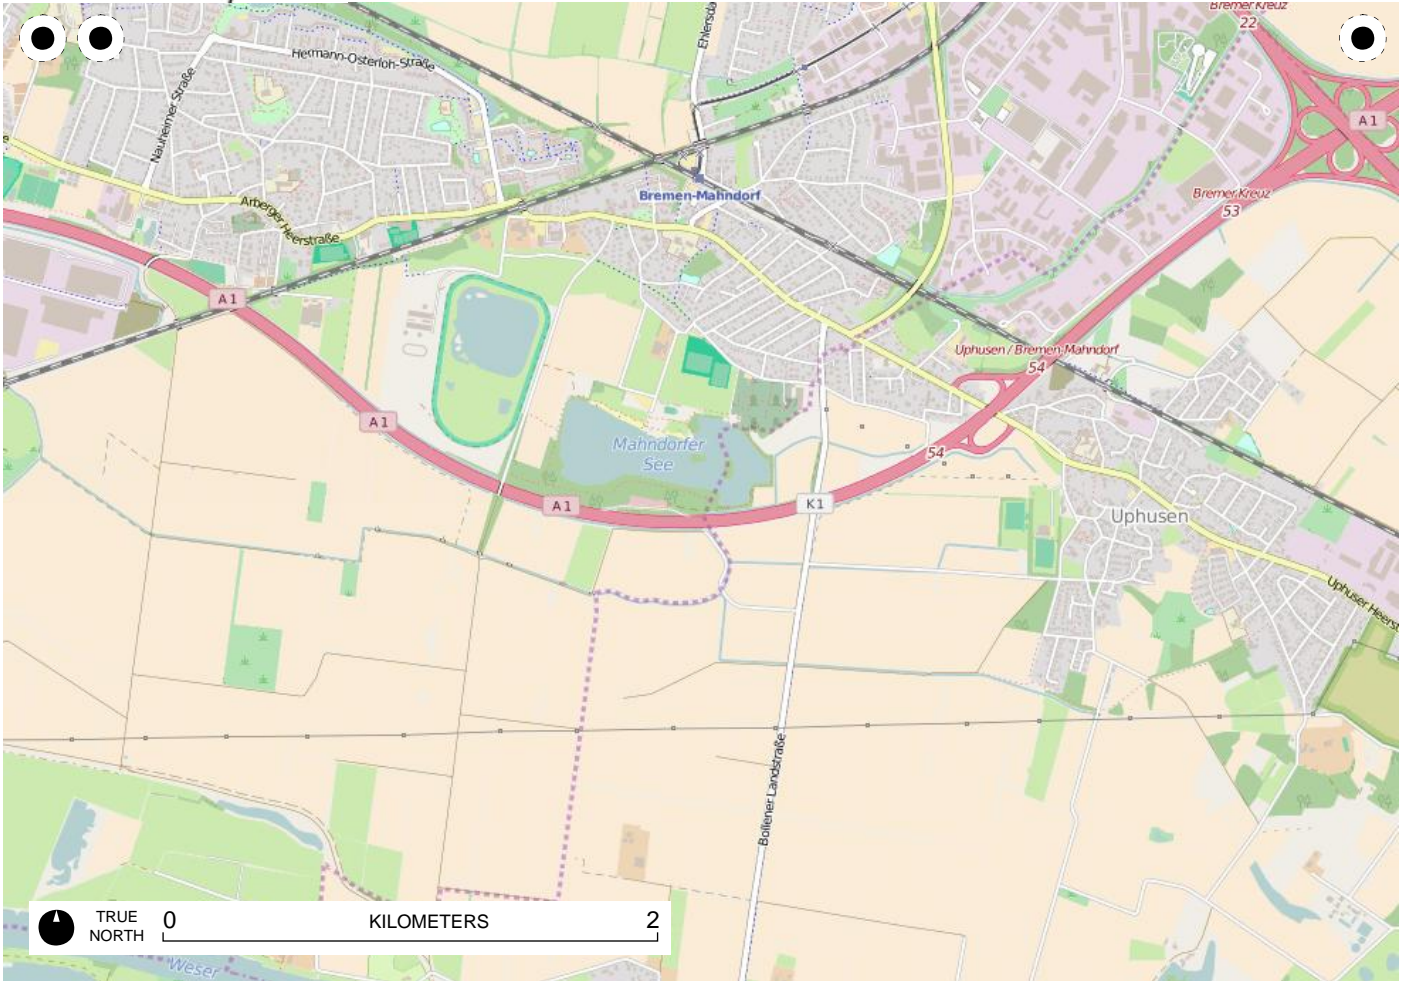 Bremer Kreuz
22
Hermann-Osterloh-Straße
Nauheimer Straße
A 1
Bremen-Mahndorf
Bremer Kreuz
53
Arberger Heerstraße
A 1
Uphusen / Bremen-Mahndorf
54
A 1
Mahndorfer
See
54
A 1
K 1
Uphusen
Uphuser Heerst
Bollener Landstraße
TRUE
NORTH
0
KILOMETERS
2
Weser